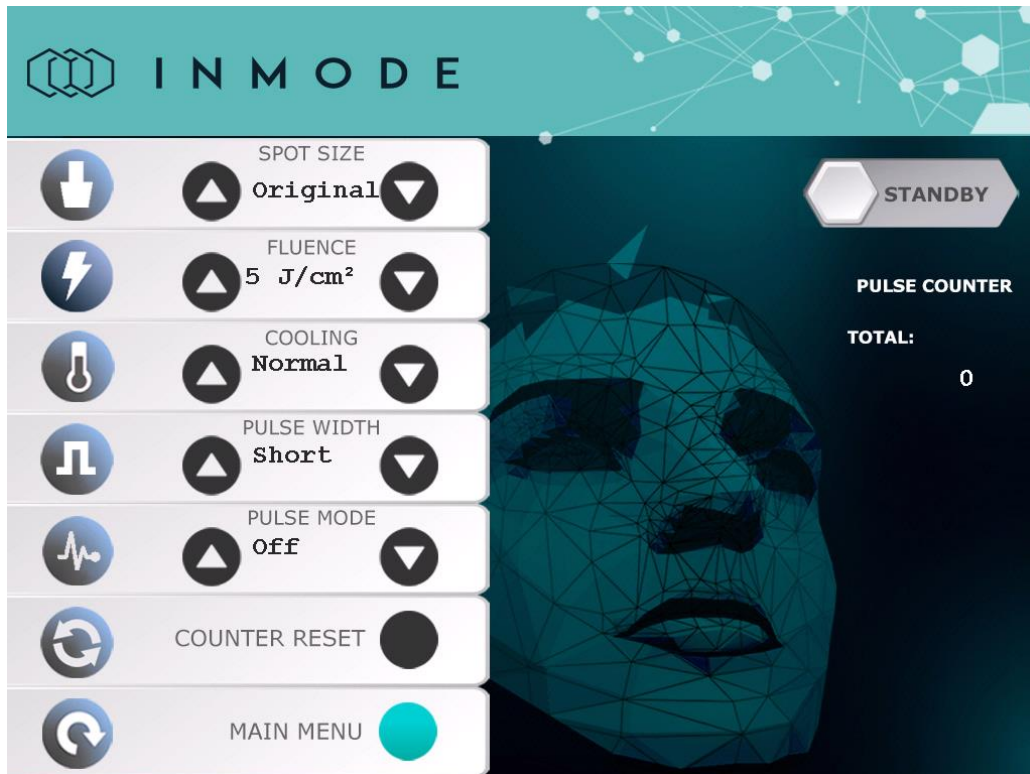 INMODE
SPOT SIZE
Original
FLUENCE
5 J/cm²
COOLING
Normal
PULSE WIDTH
Short
PULSE MODE
Off
COUNTER RESET
MAIN MENU
STANDBY
PULSE COUNTER
TOTAL:
0